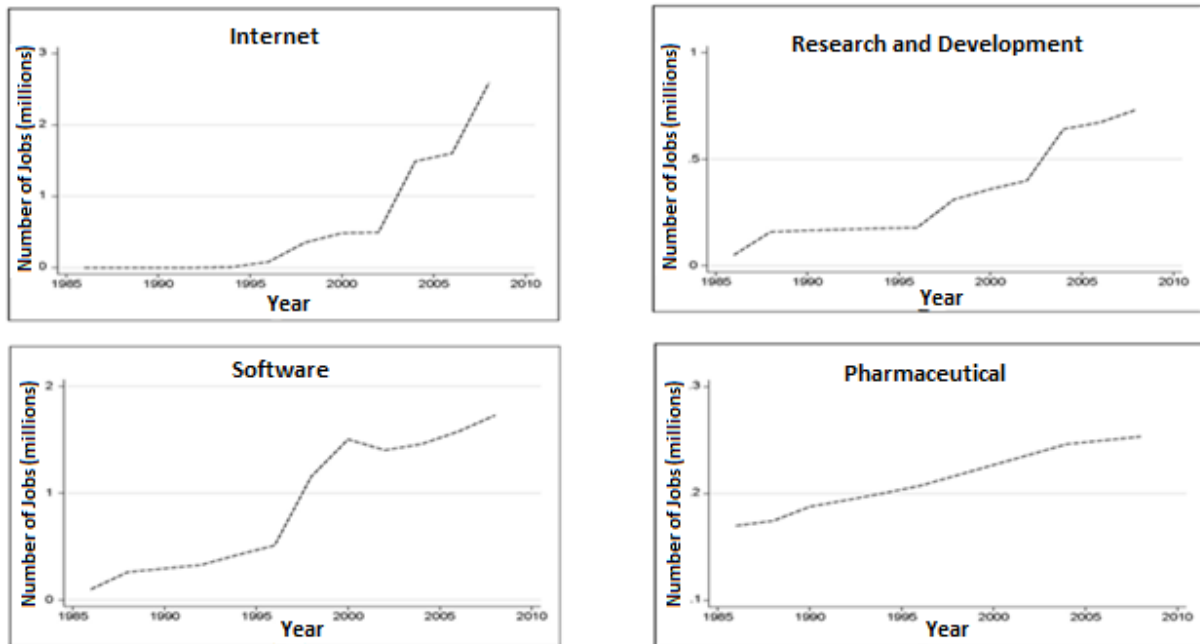 Internet
Number of Jobs (millions)
3
2
1
0
1985 1990 1995 2000 2005 2010
Year
Research and Development
Number of Jobs (millions)
1
.5
0
1985 1990 1995 2000 2005 2010
Year
Software
Number of Jobs (millions)
2
1
0
1985 1990 1995 2000 2005 2010
Year
Pharmaceutical
Number of Jobs (millions)
.3
.2
.1
1985 1990 1995 2000 2005 2010
Year